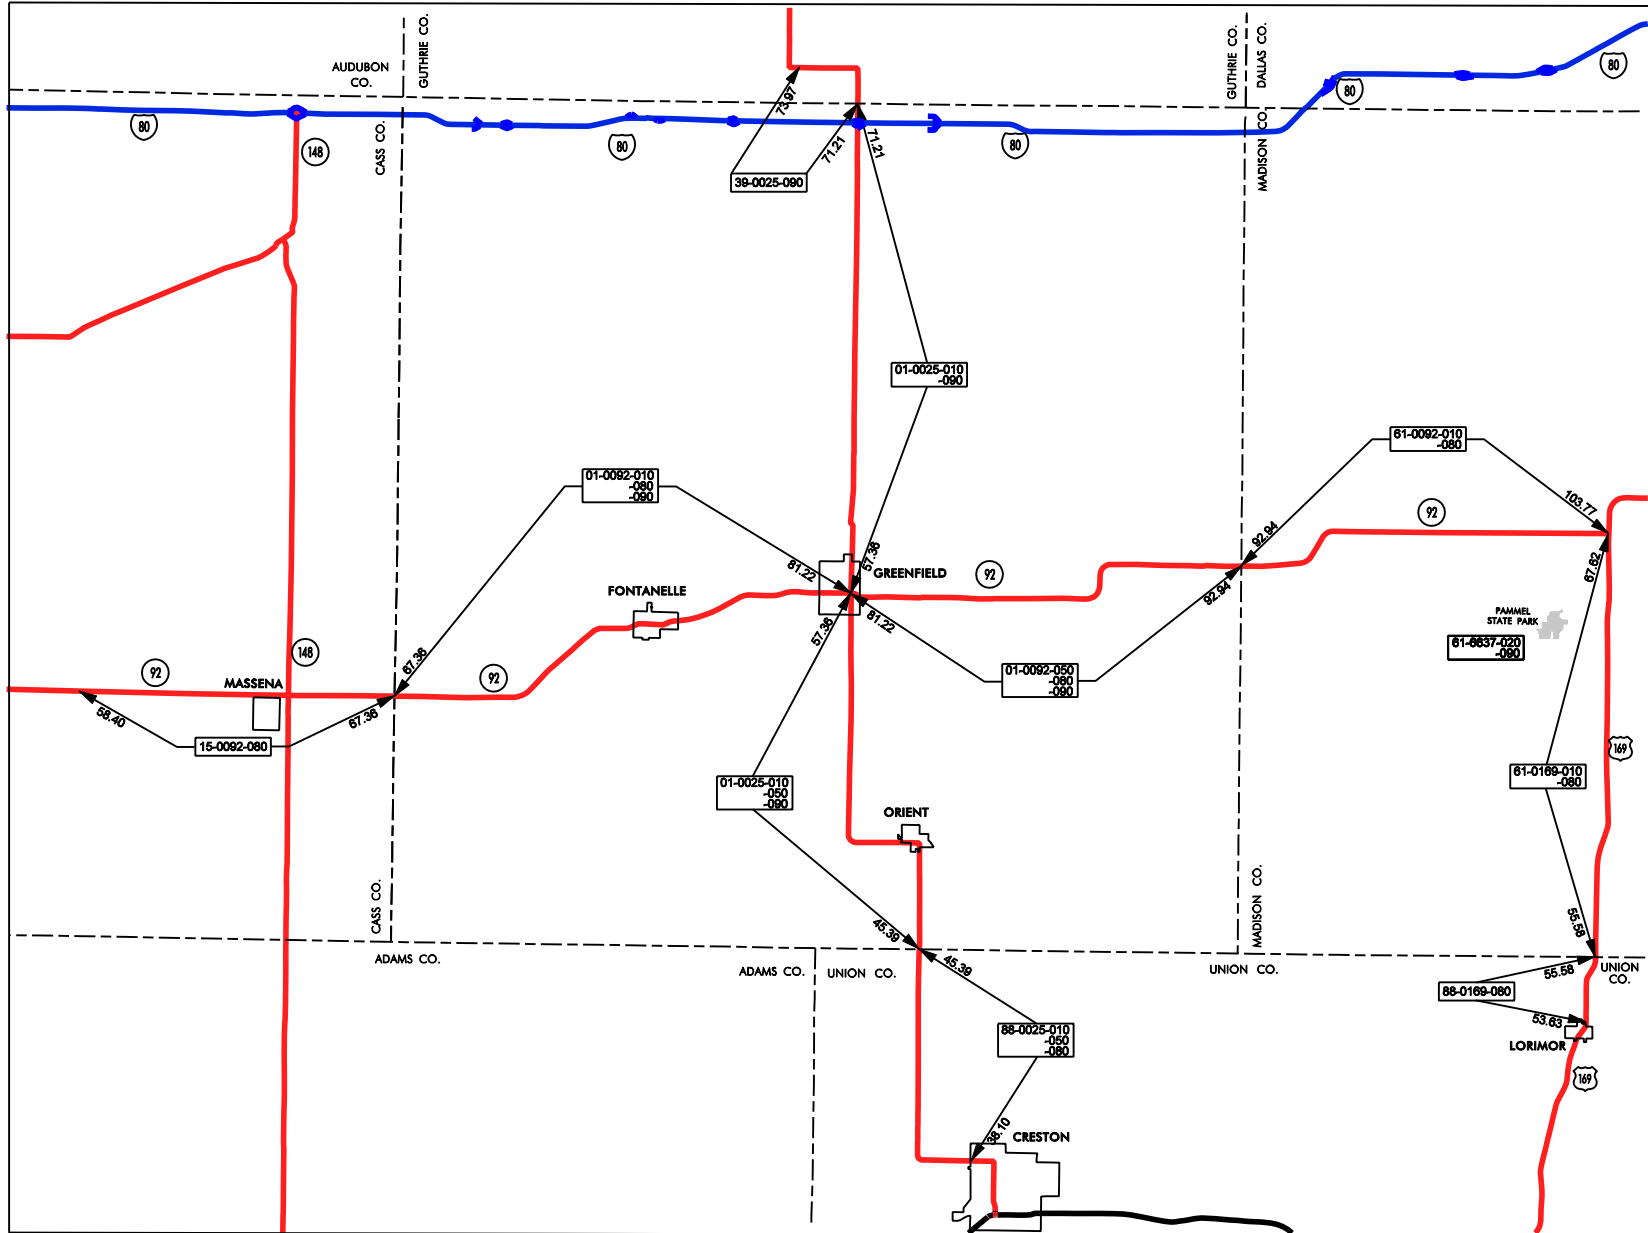 AUDUBON
CO.
GUTHRIE CO.
GUTHRIE CO.
DALLAS CO.
80
80
80
80
80
CASS CO.
MADISON CO.
148
73.97
71.21
71.21
39-0025-090
01-0025-010
-090
61-0092-010
-080
01-0092-010
-080
-090
103.77
92
92.94
57.36
67.62
81.22
GREENFIELD
92
FONTANELLE
92.94
81.22
57.36
PAMMEL
STATE PARK
61-6637-020
-090
148
67.36
92
92
MASSENA
01-0092-050
-080
-090
58.40
67.36
15-0092-080
169
61-0169-010
-080
01-0025-010
-050
-090
ORIENT
CASS CO.
MADISON CO.
45.39
55.58
ADAMS CO.
ADAMS CO.
UNION CO.
45.39
UNION CO.
55.58
UNION
CO.
88-0169-080
53.63
88-0025-010
-050
-080
LORIMOR
169
38.10
CRESTON